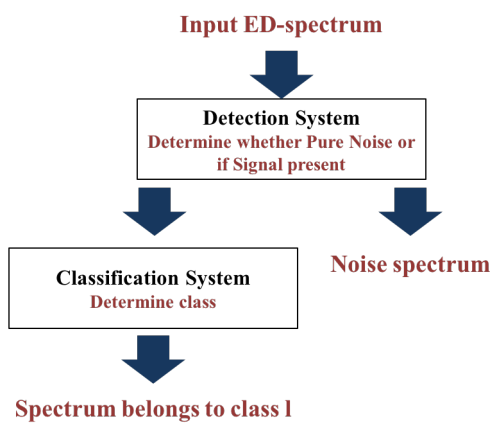 Input ED-spectrum
Detection System
Determine whether Pure Noise or
if Signal present
Noise spectrum
Classification System
Determine class
Spectrum belongs to class l